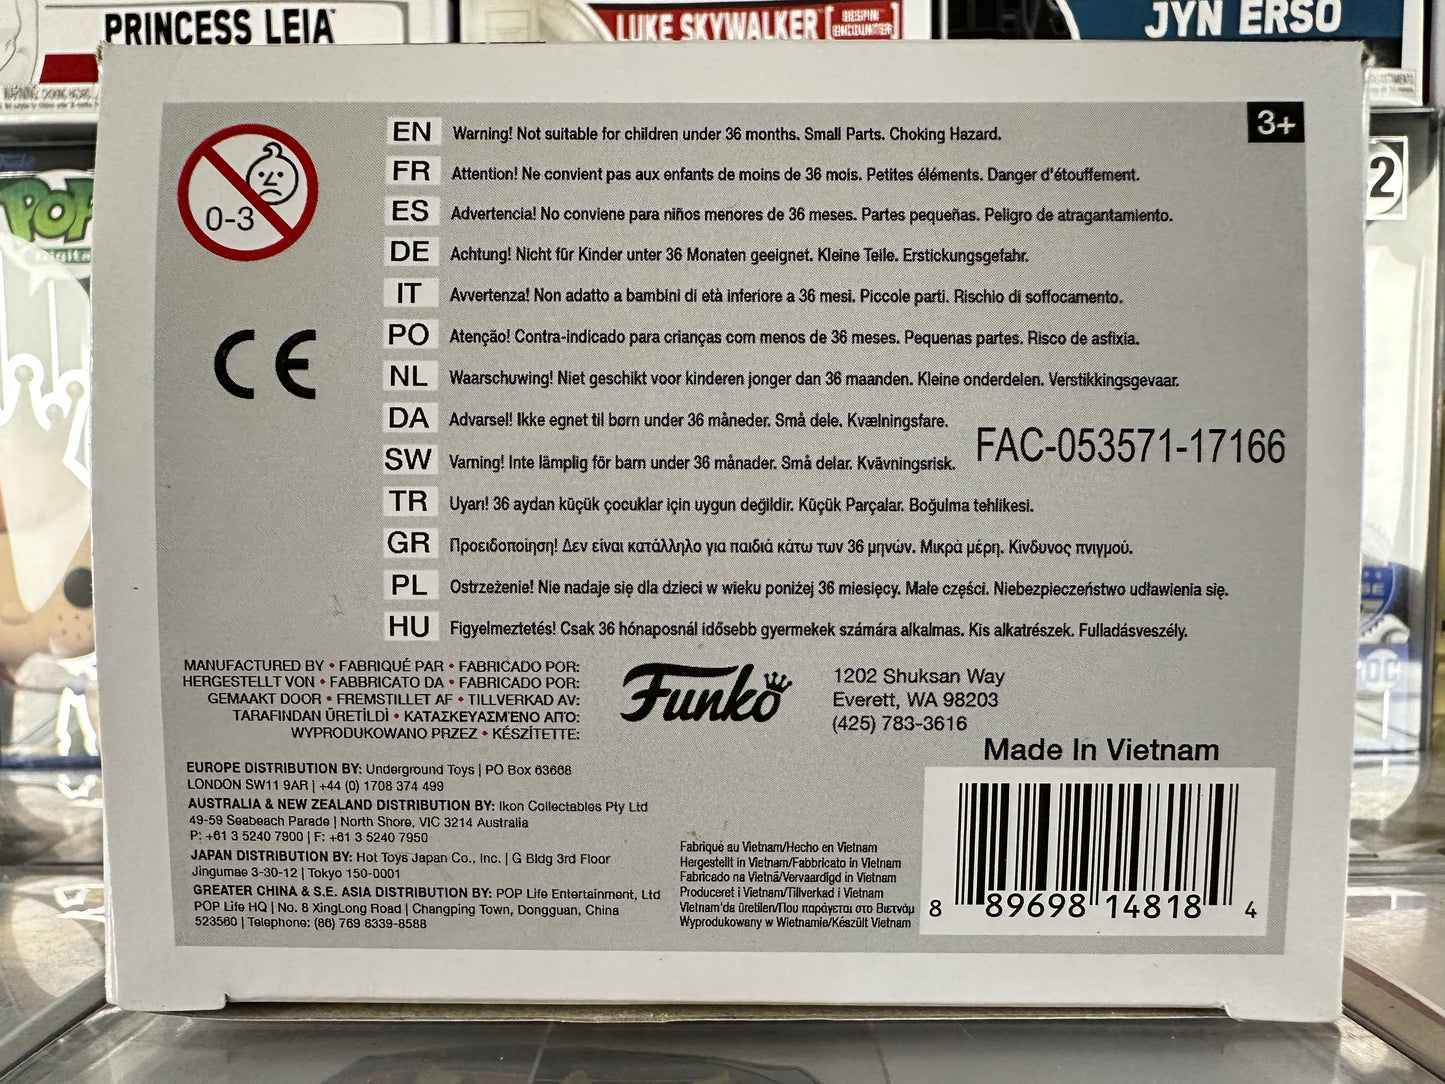 PRINCESS LEIA™
LUKE SKYWALKER [BESPIN ENCOUNTER]
JYN ERSO
POP
Digita
2
3+
0-3
CE
EN Warning! Not suitable for children under 36 months. Small Parts. Choking Hazard.
FR Attention! Ne convient pas aux enfants de moins de 36 mois. Petites éléments. Danger d'étouffement.
ES Advertencia! No conviene para niños menores de 36 meses. Partes pequeñas. Peligro de atragantamiento.
DE Achtung! Nicht für Kinder unter 36 Monaten geeignet. Kleine Teile. Erstickungsgefahr.
IT Avvertenza! Non adatto a bambini di età inferiore a 36 mesi. Piccole parti. Rischio di soffocamento.
PO Atenção! Contra-indicado para crianças com menos de 36 meses. Pequenas partes. Risco de asfixia.
NL Waarschuwing! Niet geschikt voor kinderen jonger dan 36 maanden. Kleine onderdelen. Verstikkingsgevaar.
DA Advarsel! Ikke egnet til børn under 36 måneder. Små dele. Kvælningsfare.
FAC-053571-17166
SW Varning! Inte lämplig för barn under 36 månader. Små delar. Kvävningsrisk.
TR Uyarı! 36 aydan küçük çocuklar için uygun değildir. Küçük Parçalar. Boğulma tehlikesi.
GR Προειδοποίηση! Δεν είναι κατάλληλο για παιδιά κάτω των 36 μηνών. Μικρά μέρη. Κίνδυνος πνιγμού.
PL Ostrzeżenie! Nie nadaje się dla dzieci w wieku poniżej 36 miesięcy. Małe części. Niebezpieczeństwo udławienia się.
HU Figyelmeztetés! Csak 36 hónaposnál idősebb gyermekek számára alkalmas. Kis alkatrészek. Fulladásveszély.
MANUFACTURED BY • FABRIQUÉ PAR • FABRICADO POR:
HERGESTELLT VON • FABBRICATO DA • FABRICADO POR:
GEMAAKT DOOR • FREMSTILLET AF • TILLVERKAD AV:
TARAFINDAN ÜRETİLDİ • ΚΑΤΑΣΚΕΥΑΣΜΈΝΟ ΑΠΌ:
WYPRODUKOWANO PRZEZ • KÉSZÍTETTE:
Funko
1202 Shuksan Way
Everett, WA 98203
(425) 783-3616
Made In Vietnam
EUROPE DISTRIBUTION BY: Underground Toys | PO Box 63668
LONDON SW11 9AR | +44 (0) 1708 374 499
AUSTRALIA & NEW ZEALAND DISTRIBUTION BY: Ikon Collectables Pty Ltd
49-59 Seabeach Parade | North Shore, VIC 3214 Australia
P: +61 3 5240 7900 | F: +61 3 5240 7950
JAPAN DISTRIBUTION BY: Hot Toys Japan Co., Inc. | G Bldg 3rd Floor
Jingumae 3-30-12 | Tokyo 150-0001
GREATER CHINA & S.E. ASIA DISTRIBUTION BY: POP Life Entertainment, Ltd
POP Life HQ | No. 8 XingLong Road | Changping Town, Dongguan, China
523560 | Telephone: (86) 769 8339-8588
Fabriqué au Vietnam/Hecho en Vietnam
Hergestellt in Vietnam/Fabbricato in Vietnam
Fabricado na Vietnã/Vervaardigd in Vietnam
Produceret i Vietnam/Tillverkad i Vietnam
Vietnam'da üretilen/Που παράγεται στο Βιετνάμ
Wyprodukowany w Wietnamie/Készült Vietnam
8 89698 14818 4